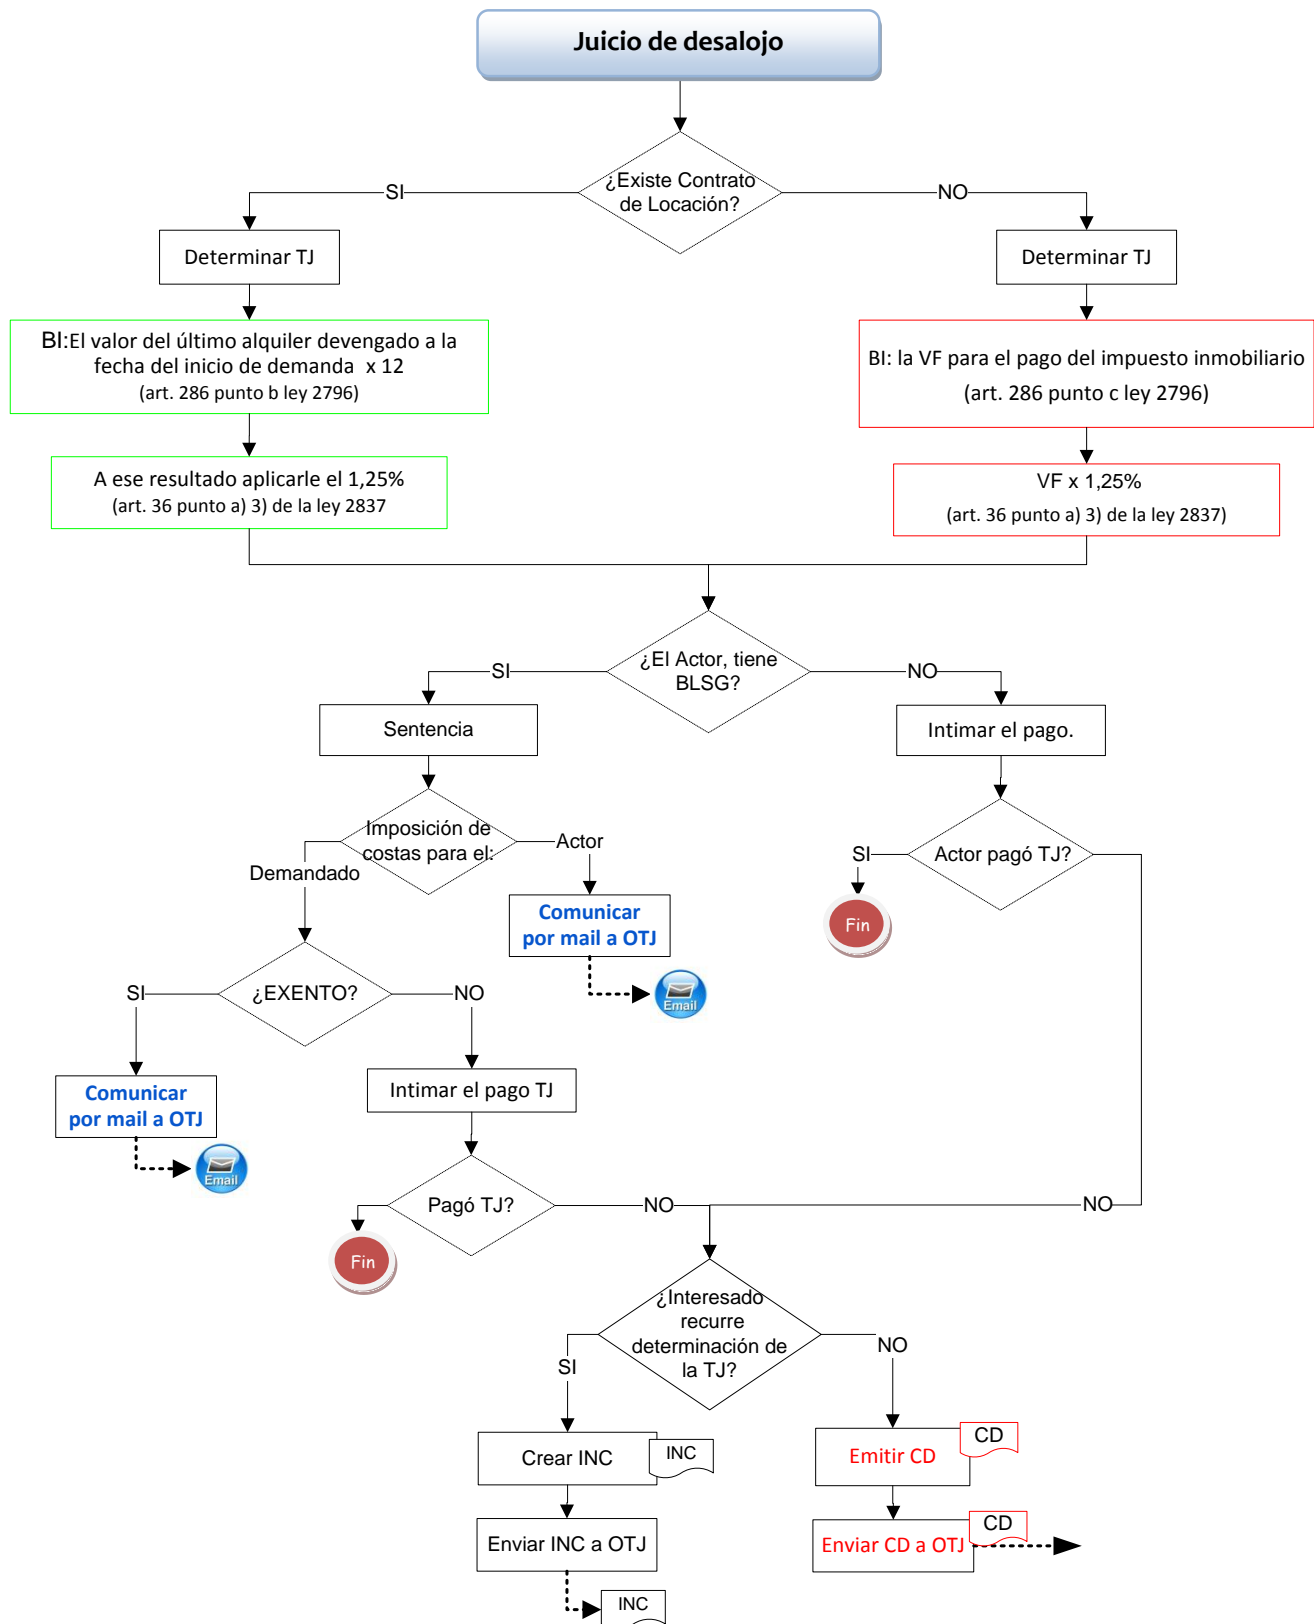 Juicio de desalojo
¿Existe Contrato
de Locación?
SI
NO
Determinar TJ
Determinar TJ
BI:El valor del último alquiler devengado a la
fecha del inicio de demanda x 12
(art. 286 punto b ley 2796)
BI: la VF para el pago del impuesto inmobiliario
(art. 286 punto c ley 2796)
A ese resultado aplicarle el 1,25%
(art. 36 punto a) 3) de la ley 2837
VF x 1,25%
(art. 36 punto a) 3) de la ley 2837)
¿El Actor, tiene
BLSG?
SI
NO
Sentencia
Intimar el pago.
Imposición de
costas para el:
Demandado
Actor
Actor pagó TJ?
SI
Fin
Comunicar
por mail a OTJ
Email
¿EXENTO?
SI
NO
Comunicar
por mail a OTJ
Email
Intimar el pago TJ
Pagó TJ?
NO
NO
Fin
¿Interesado
recurre
determinación de
la TJ?
SI
NO
Crear INC
INC
Emitir CD
CD
Enviar INC a OTJ
Enviar CD a OTJ
CD
INC